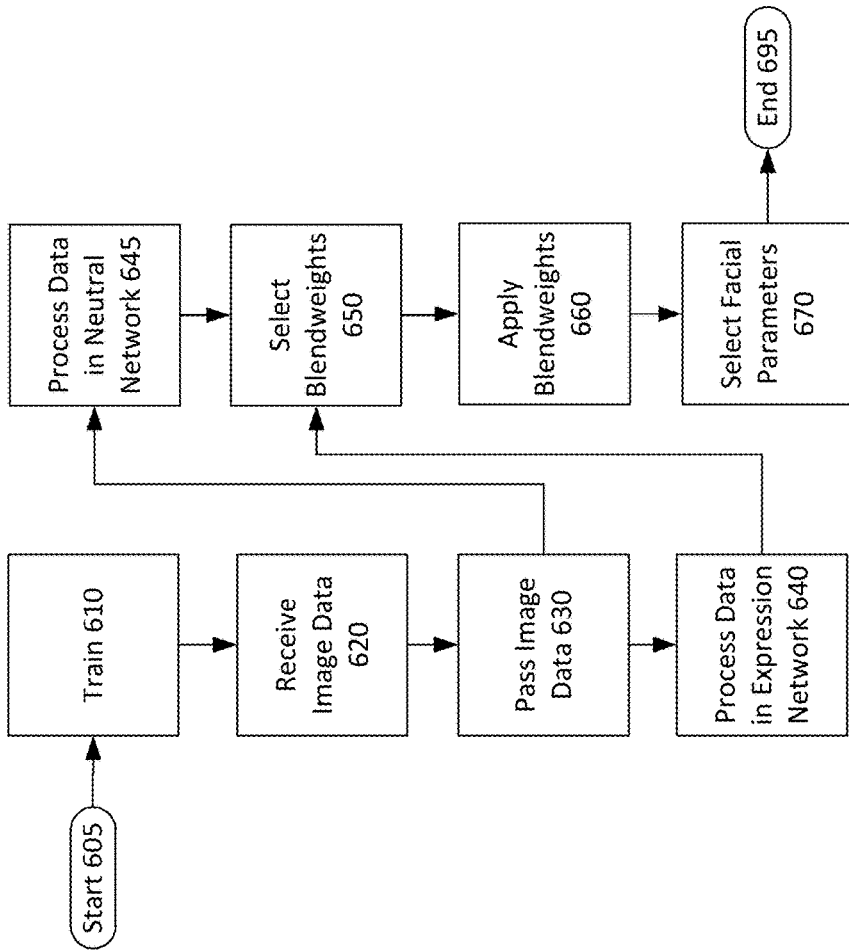 Start 605
Train 610
Receive
Image Data
620
Pass Image
Data 630
Process Data
in Expression
Network 640
Process Data
in Neutral
Network 645
Select
Blendweights
650
Apply
Blendweights
660
Select Facial
Parameters
670
End 695